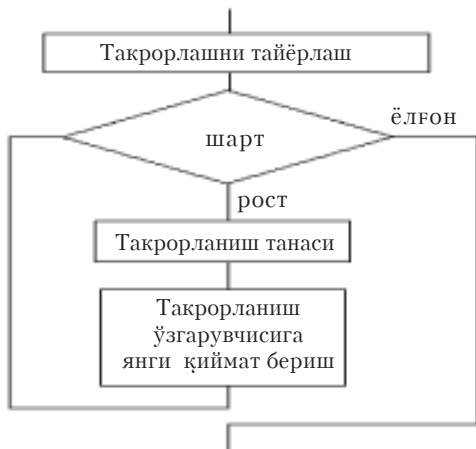 Такрорлашни тайёрлаш
шарт
ёлғон
рост
Такрорланиш танаси
Такрорланиш
ўзгарувчисига
янги қиймат бериш